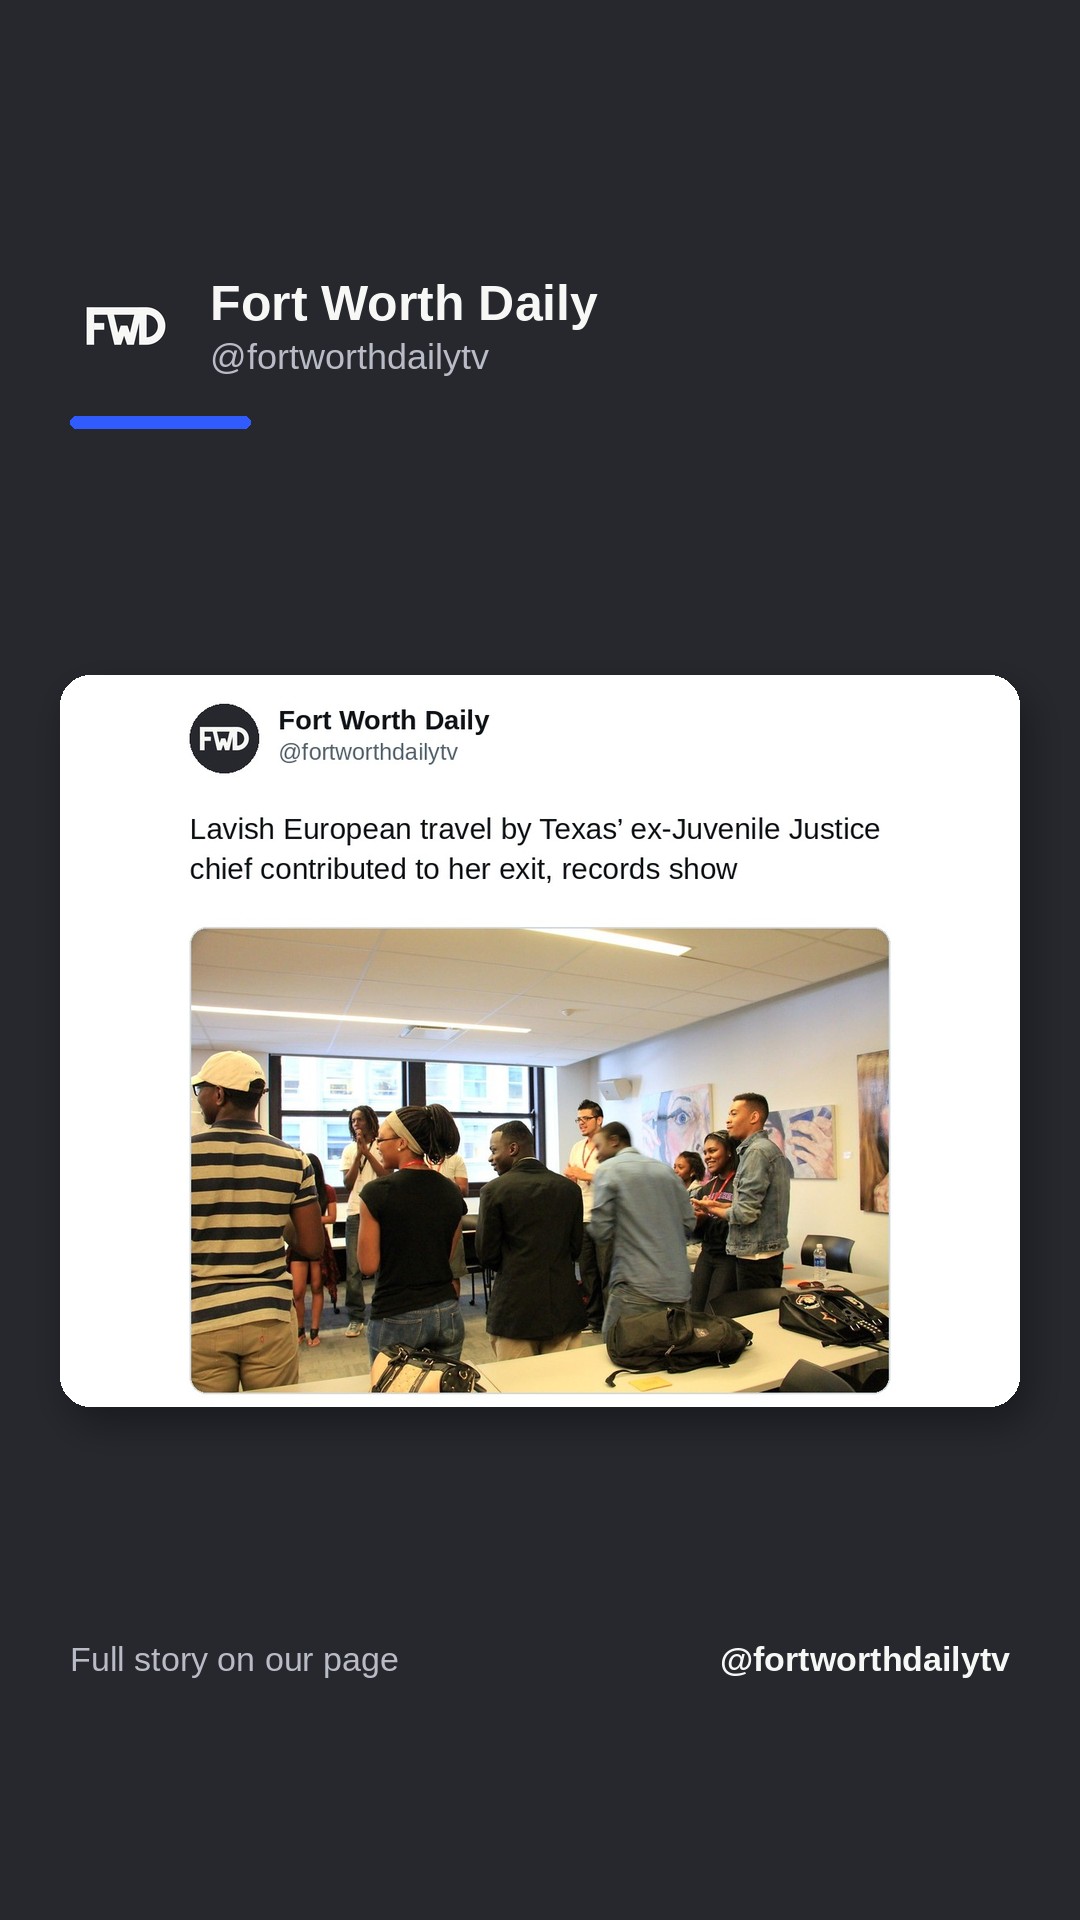 FWD
Fort Worth Daily
@fortworthdailytv
FWD
Fort Worth Daily
@fortworthdailytv
Lavish European travel by Texas’ ex-Juvenile Justice
chief contributed to her exit, records show
Full story on our page
@fortworthdailytv